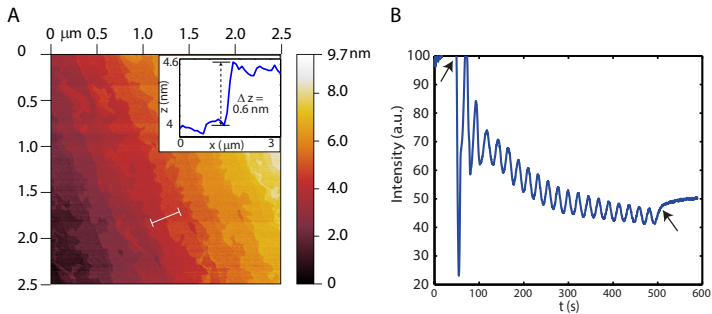 A
0 μm 0.5 1.0 1.5 2.0 2.5
0
0.5
1.0
1.5
2.0
2.5
4.6
z (nm)
4
Δ z =
0.6 nm
0 x (μm) 3
9.7 nm
8.0
6.0
4.0
2.0
0
B
100
90
80
70
60
50
40
30
20
Intensity (a.u.)
0 100 200 300 400 500 600
t (s)